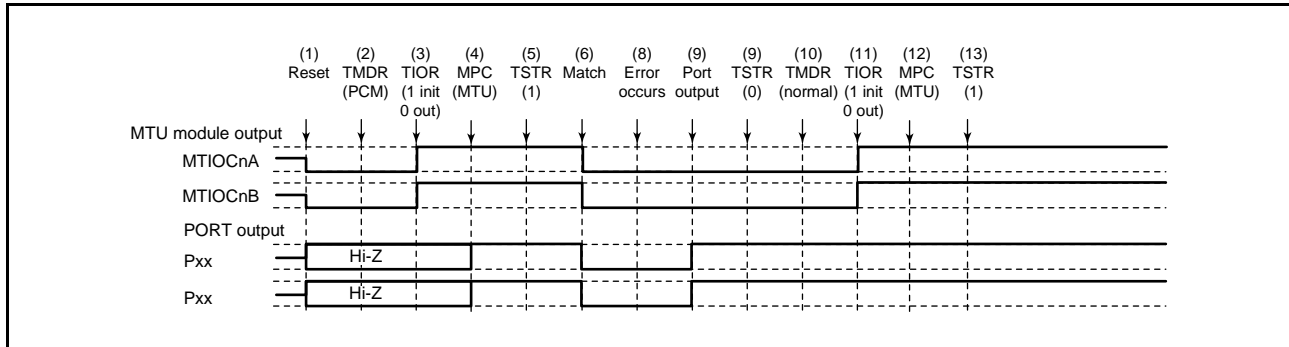 (1) (2) (3) (4) (5) (6) (8) (9) (9) (10) (11) (12) (13)
Reset TMDR TIOR MPC TSTR Match Error Port TSTR TMDR TIOR MPC TSTR
(PCM) (1 init (MTU) (1) occurs output (0) (normal) (1 init (MTU) (1)
0 out) 0 out)
MTU module output
MTIOCnA
MTIOCnB
PORT output
Pxx Hi-Z
Pxx Hi-Z